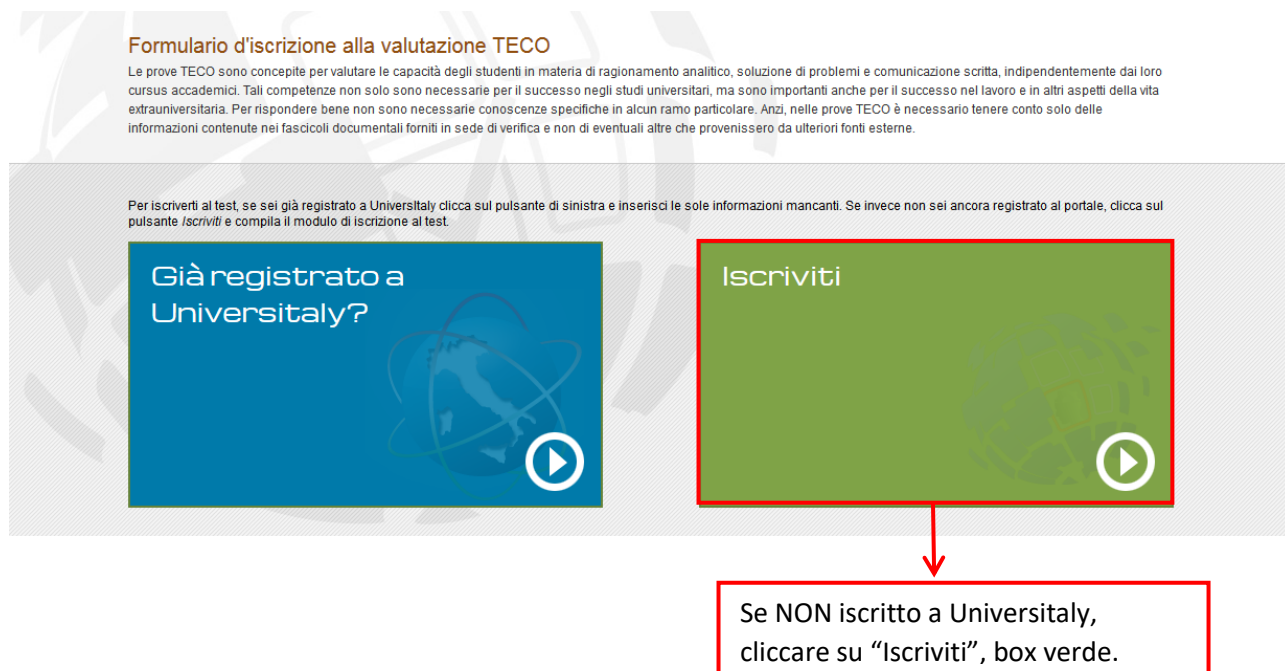 Formulario d'iscrizione alla valutazione TECO
Le prove TECO sono concepite per valutare le capacità degli studenti in materia di ragionamento analitico, soluzione di problemi e comunicazione scritta, indipendentemente dai loro
cursus accademici. Tali competenze non solo sono necessarie per il successo negli studi universitari, ma sono importanti anche per il successo nel lavoro e in altri aspetti della vita
extrauniversitaria. Per rispondere bene non sono necessarie conoscenze specifiche in alcun ramo particolare. Anzi, nelle prove TECO è necessario tenere conto solo delle
informazioni contenute nei fascicoli documentali forniti in sede di verifica e non di eventuali altre che provenissero da ulteriori fonti esterne.
Per iscriverti al test, se sei già registrato a UniversItaly clicca sul pulsante di sinistra e inserisci le sole informazioni mancanti. Se invece non sei ancora registrato al portale, clicca sul
pulsante Iscriviti e compila il modulo di iscrizione al test.
Già registrato a
Universitaly?
Iscriviti
Se NON iscritto a Universitaly,
cliccare su “Iscriviti”, box verde.